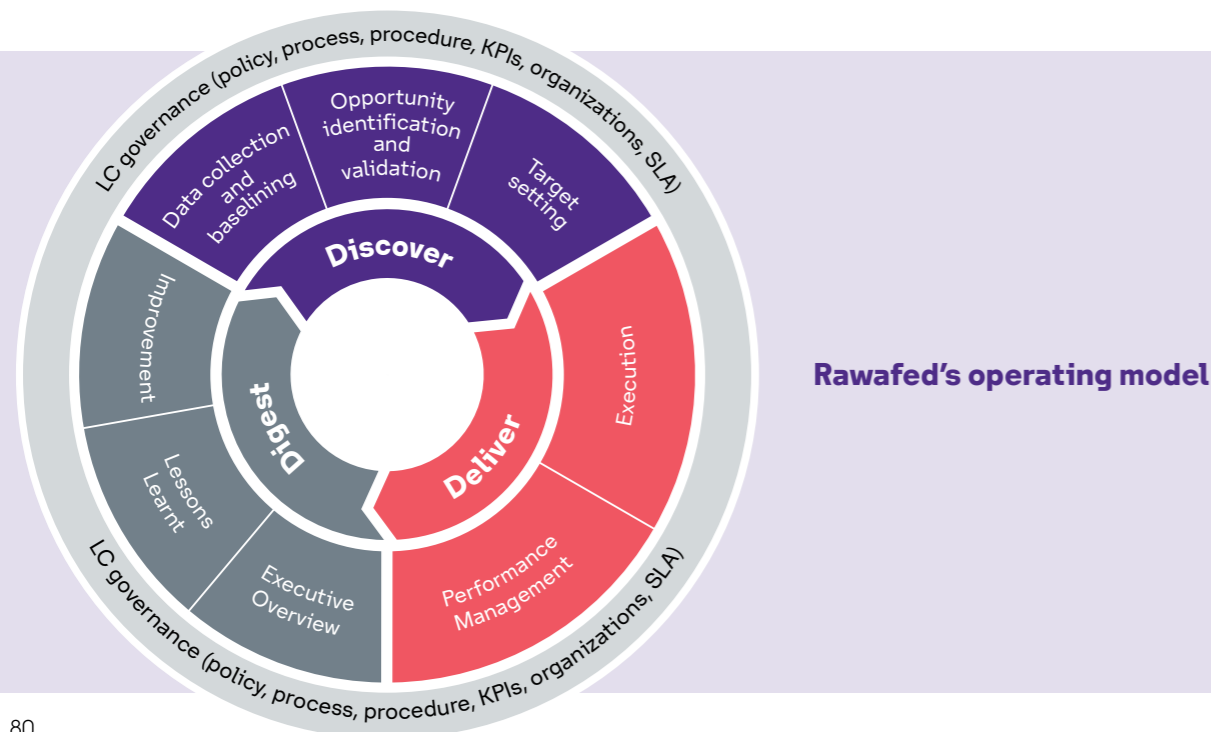 LC governance (policy, process, procedure, KPIs, organizations, SLA)
Data collection
and
baselining
Opportunity
identification
and
validation
Target
setting
Discover
Execution
Deliver
Performance
Management
Executive
Overview
Lessons
Learnt
Improvement
Digest
LC governance (policy, process, procedure, KPIs, organizations, SLA)
Rawafed's operating model
80